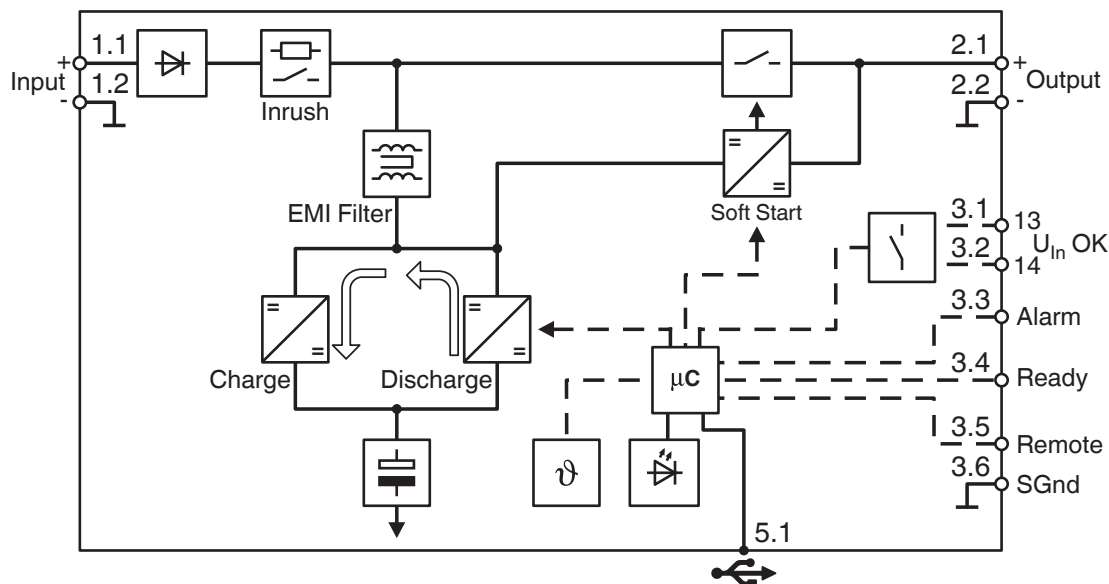 + 1.1
Input
1.2
-
Inrush
2.1 +
Output
2.2
-
EMI Filter
= =
Soft Start
3.1 13
U_In OK
3.2 14
= =
Charge
= =
Discharge
3.3 Alarm
µC
3.4 Ready
3.5 Remote
3.6 SGnd
ϑ
5.1